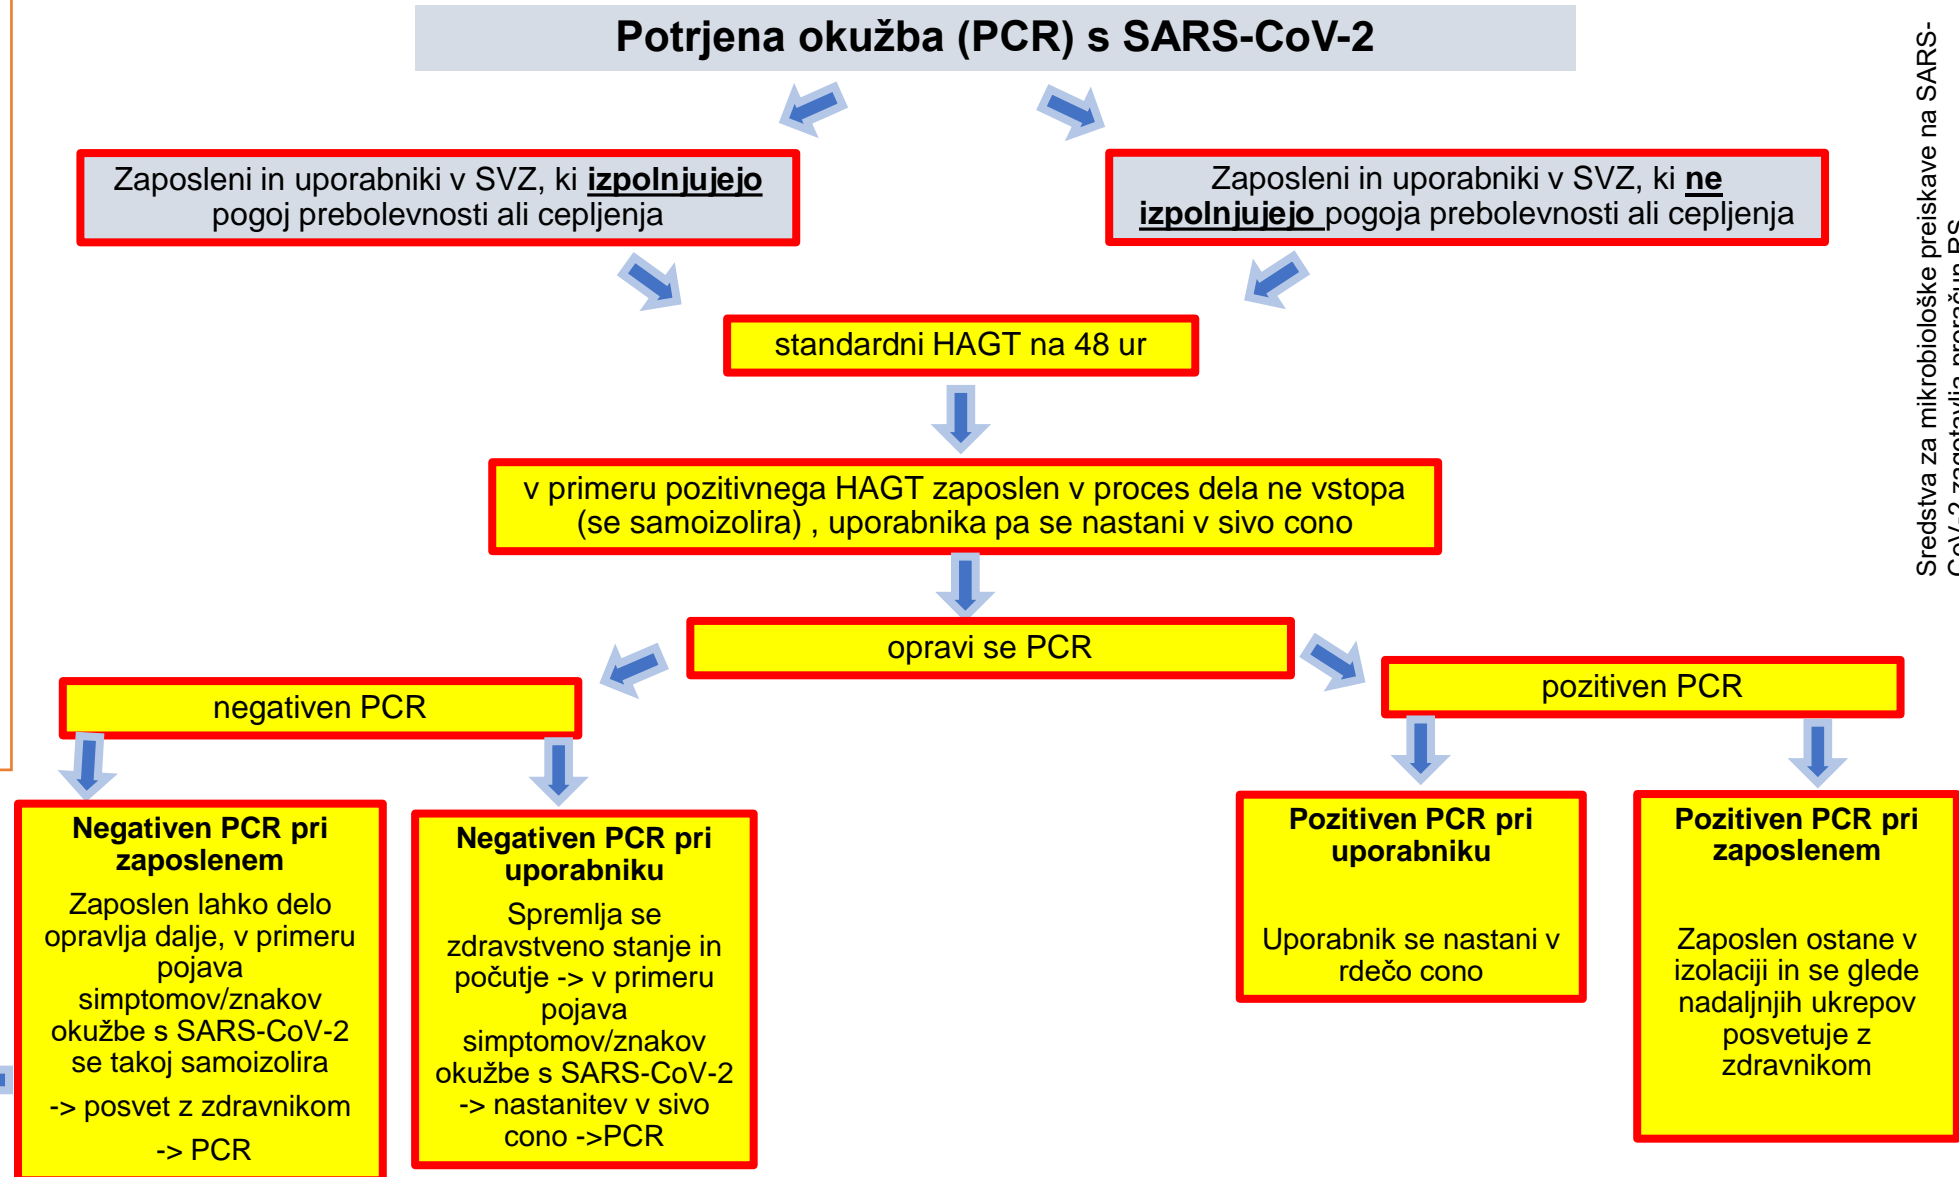 Potrjena okužba (PCR) s SARS-CoV-2
Zaposleni in uporabniki v SVZ, ki izpolnjujejo
pogoj prebolevnosti ali cepljenja
Zaposleni in uporabniki v SVZ, ki ne
izpolnjujejo pogoja prebolevnosti ali cepljenja
standardni HAGT na 48 ur
v primeru pozitivnega HAGT zaposlen v proces dela ne vstopa
(se samoizolira) , uporabnika pa se nastani v sivo cono
opravi se PCR
negativen PCR
pozitiven PCR
Negativen PCR pri
zaposlenem
Zaposlen lahko delo
opravlja dalje, v primeru
pojava
simptomov/znakov
okužbe s SARS-CoV-2
se takoj samoizolira
-> posvet z zdravnikom
-> PCR
Negativen PCR pri
uporabniku
Spremlja se
zdravstveno stanje in
počutje -> v primeru
pojava
simptomov/znakov
okužbe s SARS-CoV-2
-> nastanitev v sivo
cono ->PCR
Pozitiven PCR pri
uporabniku
Uporabnik se nastani v
rdečo cono
Pozitiven PCR pri
zaposlenem
Zaposlen ostane v
izolaciji in se glede
nadaljnjih ukrepov
posvetuje z
zdravnikom
Sredstva za mikrobiološke preiskave na SARS-
CoV-2 zagotavlja proračun RS